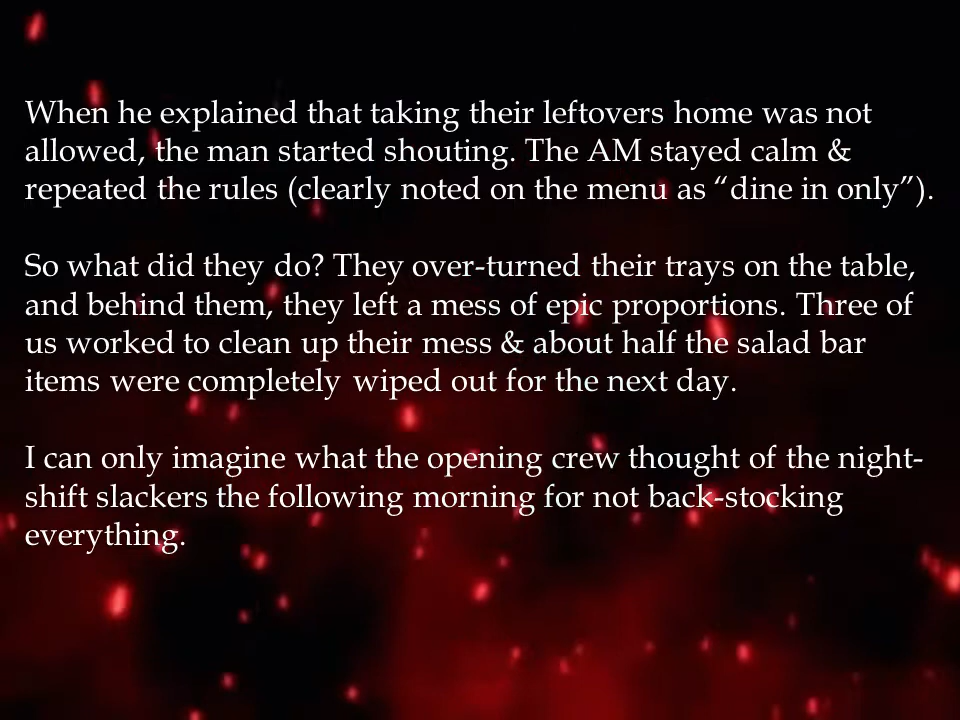 When he explained that taking their leftovers home was not
allowed, the man started shouting. The AM stayed calm &
repeated the rules (clearly noted on the menu as “dine in only”).
So what did they do? They over-turned their trays on the table,
and behind them, they left a mess of epic proportions. Three of
us worked to clean up their mess & about half the salad bar
items were completely wiped out for the next day.
I can only imagine what the opening crew thought of the night-
shift slackers the following morning for not back-stocking
everything.